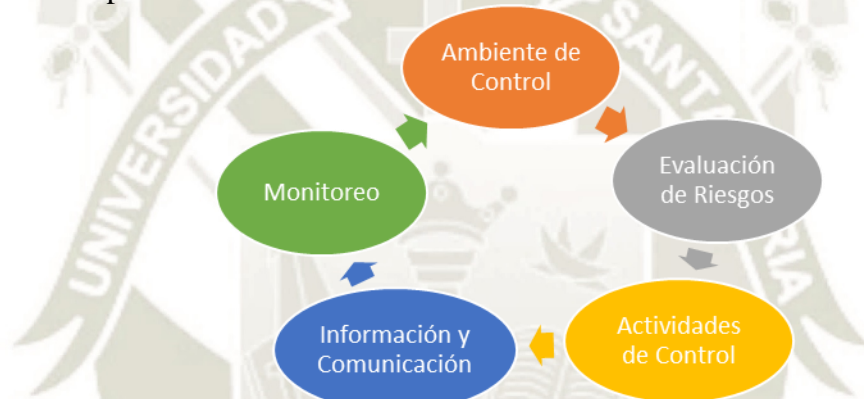 Ambiente de
Control
Evaluación
de Riesgos
Actividades
de Control
Información y
Comunicación
Monitoreo
UNIVERSIDAD
SANTA